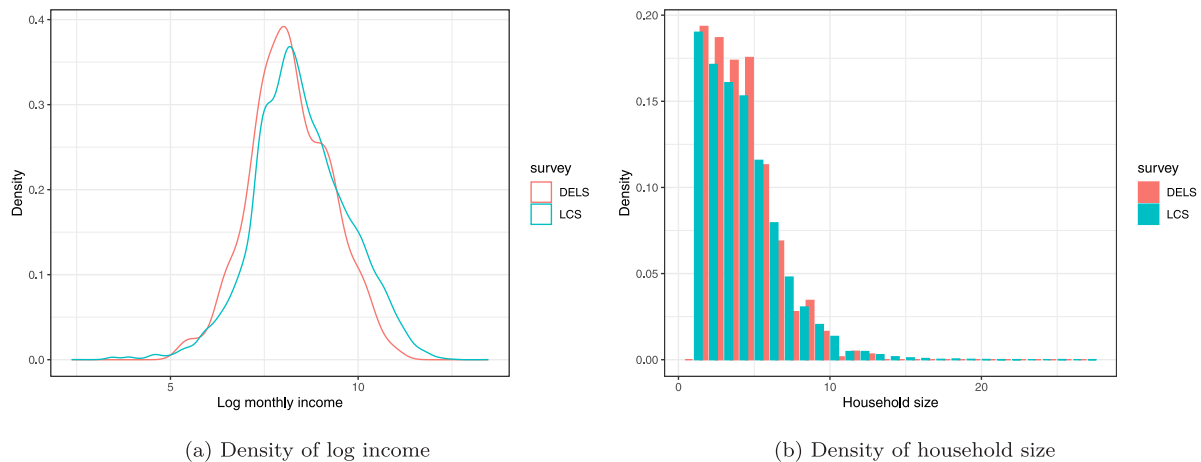 0.4
0.3
0.2
0.1
0.0
Density
5
10
Log monthly income
survey
DELS
LCS
(a) Density of log income
0.20
0.15
0.10
0.05
0.00
Density
0
10
20
Household size
survey
DELS
LCS
(b) Density of household size